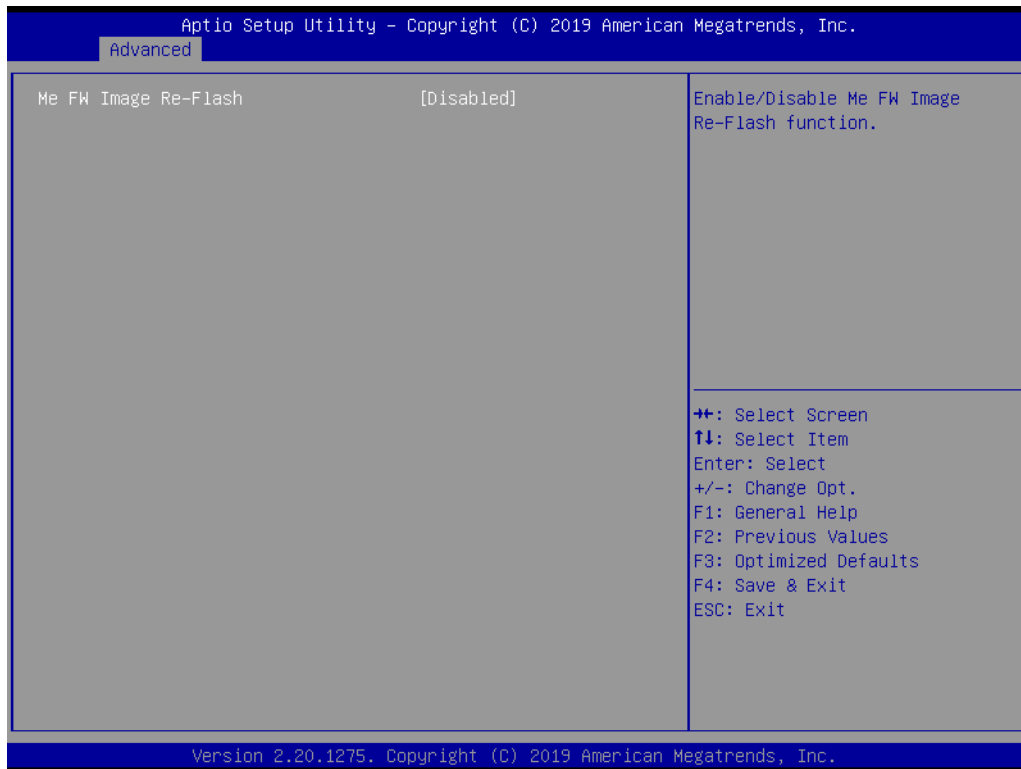 Aptio Setup Utility – Copyright (C) 2019 American Megatrends, Inc.
Advanced
Me FW Image Re-Flash [Disabled]
Enable/Disable Me FW Image
Re-Flash function.
→←: Select Screen
↑↓: Select Item
Enter: Select
+/-: Change Opt.
F1: General Help
F2: Previous Values
F3: Optimized Defaults
F4: Save & Exit
ESC: Exit
Version 2.20.1275. Copyright (C) 2019 American Megatrends, Inc.